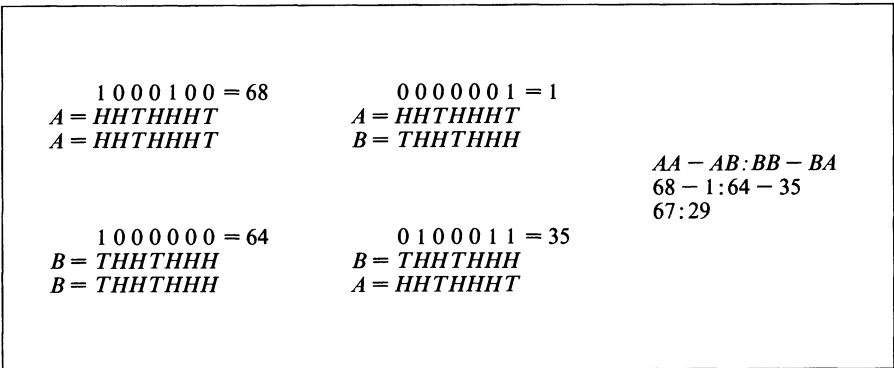 1 0 0 0 1 0 0 = 68
A = HHTHHHT
A = HHTHHHT
0 0 0 0 0 0 1 = 1
A = HHTHHHT
B = THHTHHH
1 0 0 0 0 0 0 = 64
B = THHTHHH
B = THHTHHH
0 1 0 0 0 1 1 = 35
B = THHTHHH
A = HHTHHHT
AA − AB : BB − BA
68 − 1 : 64 − 35
67 : 29